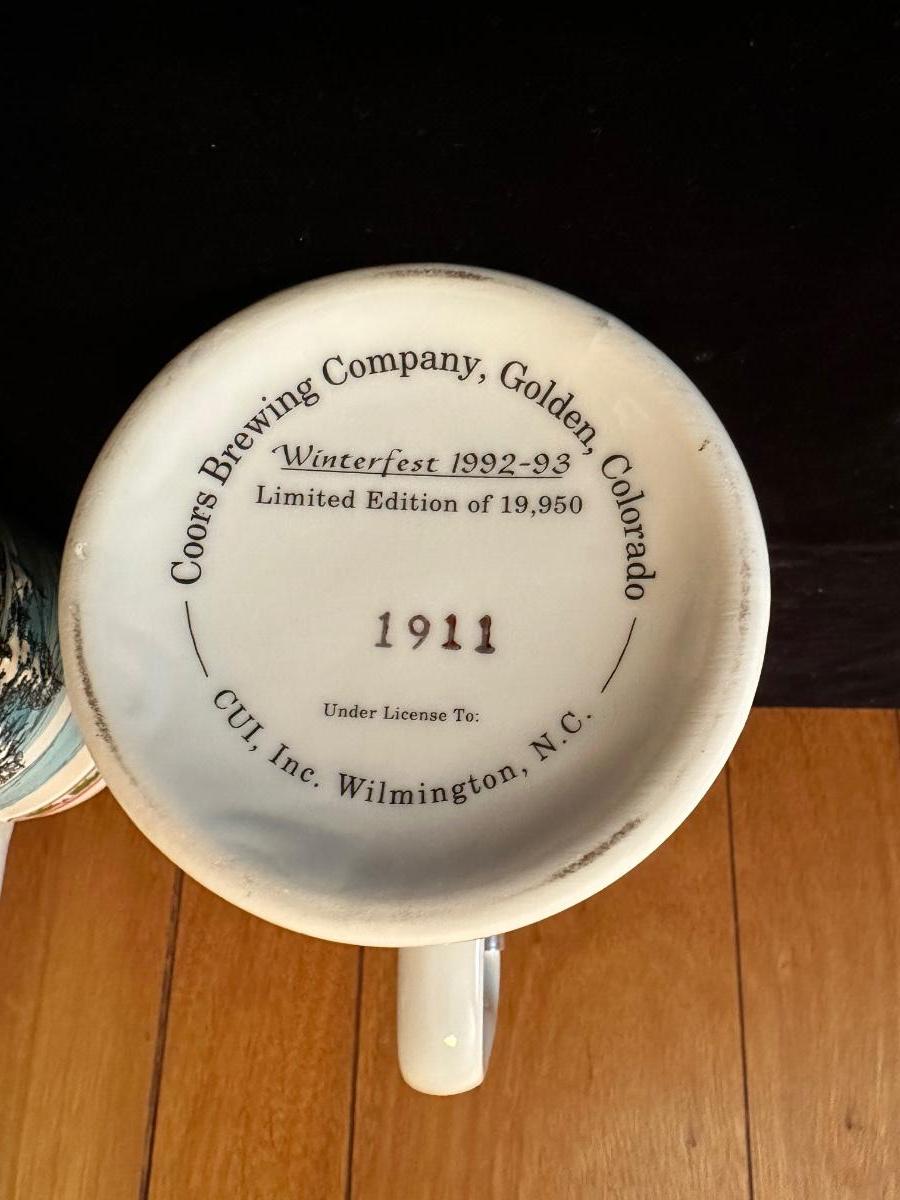 Coors Brewing Company, Golden, Colorado
Winterfest 1992-93
Limited Edition of 19,950
1911
Under License To:
CUI, Inc. Wilmington, N.C.